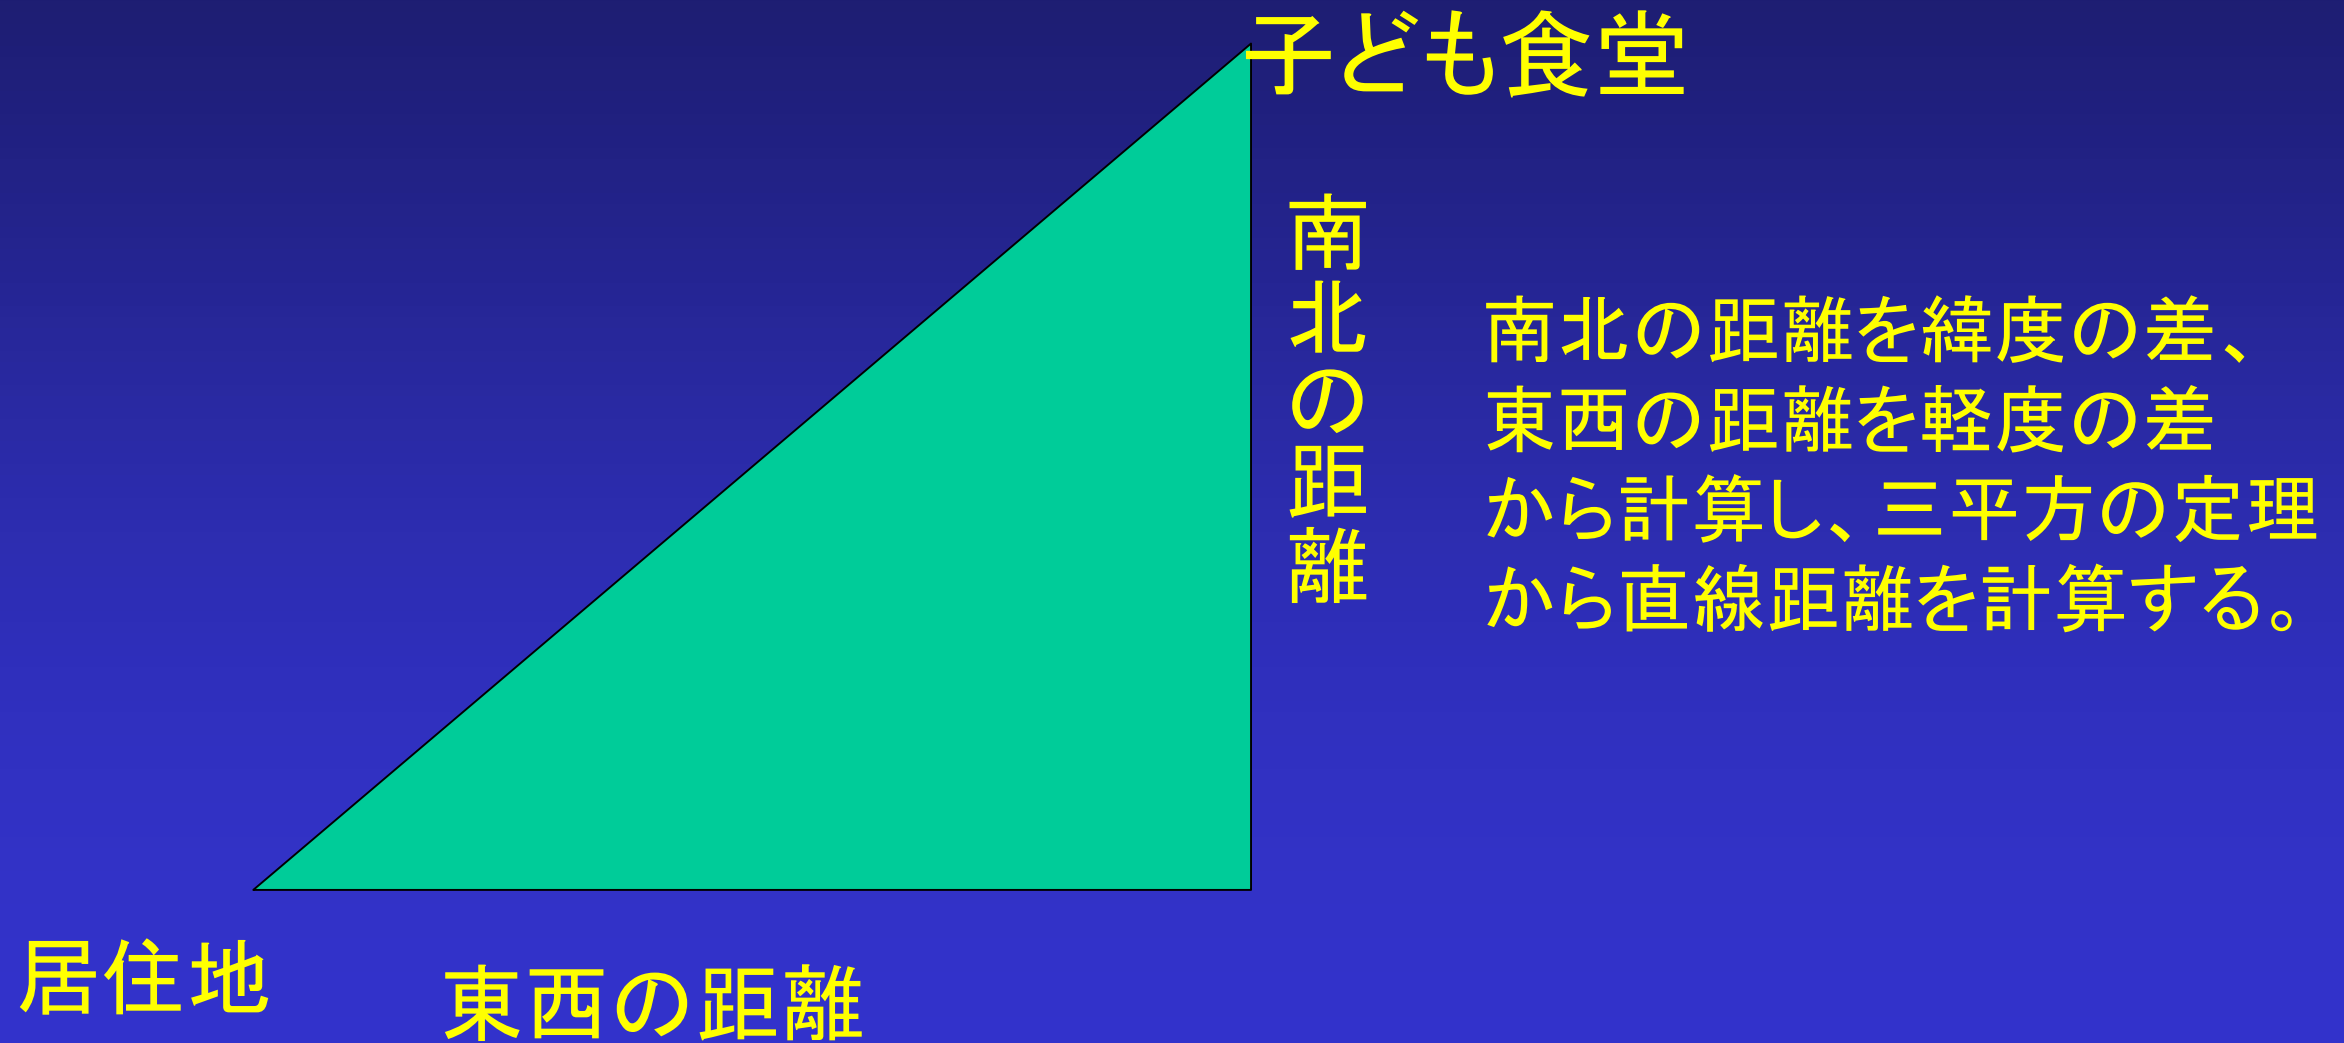 子ども食堂
南北の距離
南北の距離を緯度の差、
東西の距離を軽度の差
から計算し、三平方の定理
から直線距離を計算する。
居住地
東西の距離